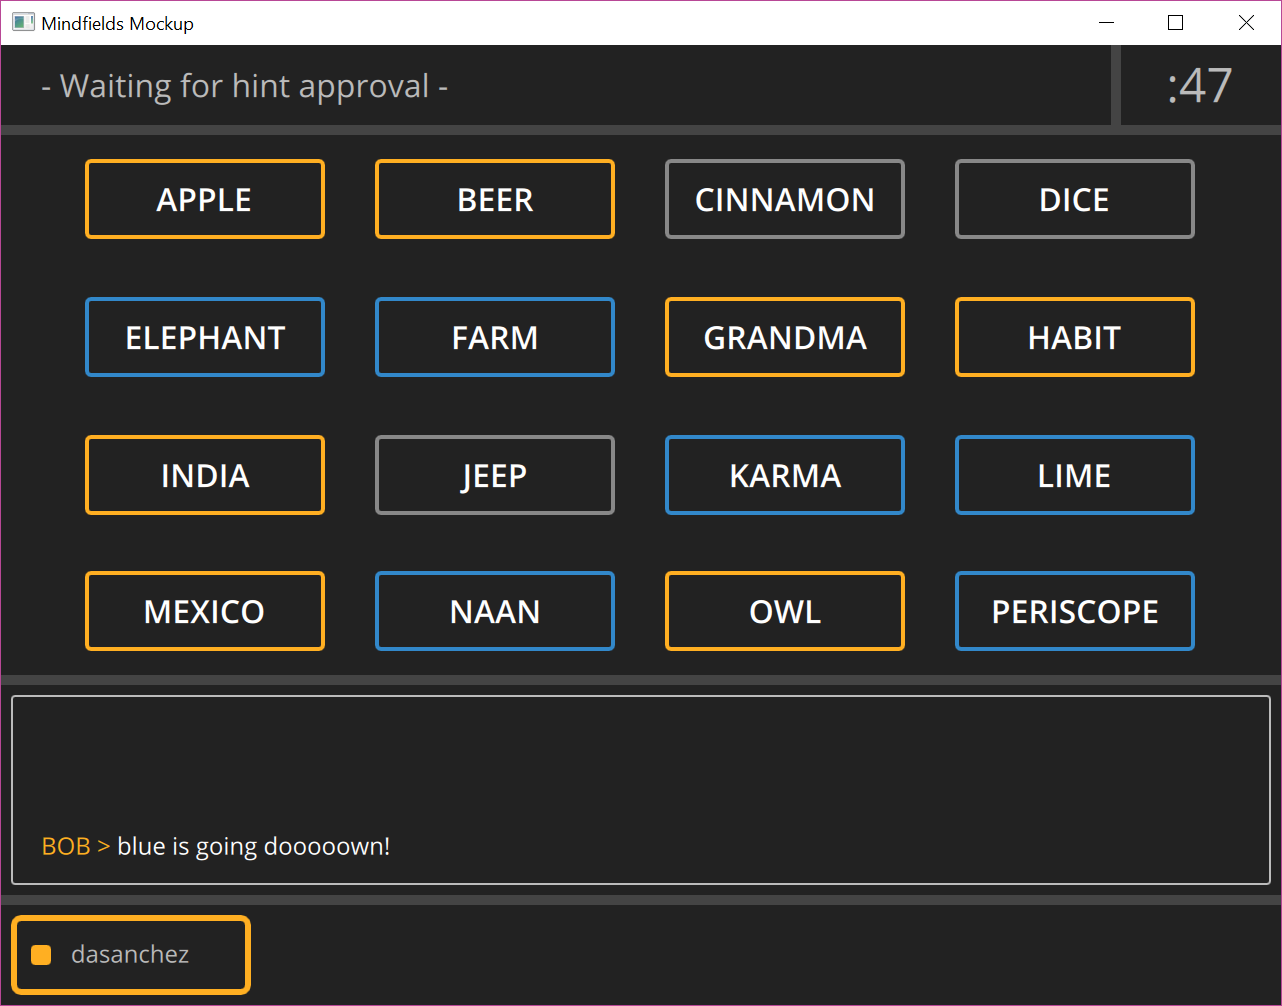 Mindfields Mockup
- Waiting for hint approval -
:47
APPLE
BEER
CINNAMON
DICE
ELEPHANT
FARM
GRANDMA
HABIT
INDIA
JEEP
KARMA
LIME
MEXICO
NAAN
OWL
PERISCOPE
BOB > blue is going dooooown!
dasanchez